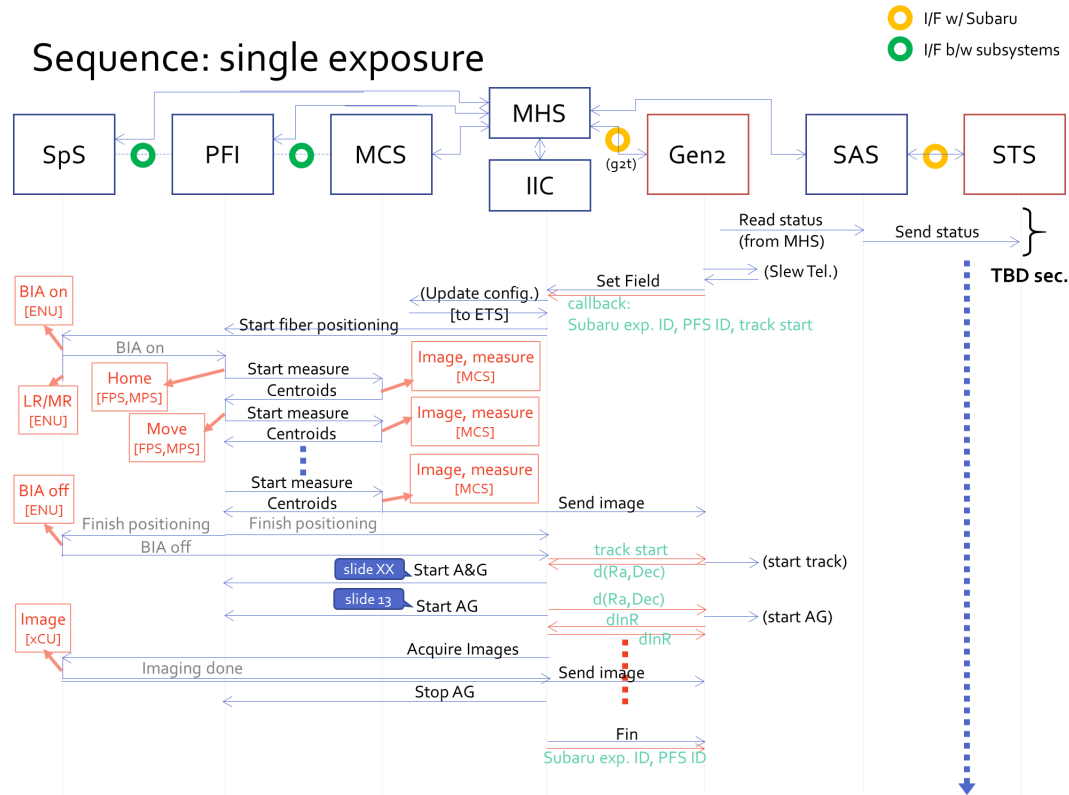 I/F w/ Subaru
I/F b/w subsystems
Sequence: single exposure
SpS
PFI
MCS
MHS
IIC
(g2t)
Gen2
SAS
STS
Read status
(from MHS)
Send status
TBD sec.
(Slew Tel.)
Set Field
callback:
Subaru exp. ID, PFS ID, track start
(Update config.)
[to ETS]
BIA on
[ENU]
Start fiber positioning
BIA on
Home
[FPS,MPS]
Start measure
Centroids
Image, measure
[MCS]
LR/MR
[ENU]
Move
[FPS,MPS]
Start measure
Centroids
Image, measure
[MCS]
Start measure
Centroids
Image, measure
[MCS]
BIA off
[ENU]
Send image
Finish positioning
Finish positioning
BIA off
track start
d(Ra,Dec)
(start track)
slide XX
Start A&G
slide 13
Start AG
d(Ra,Dec)
dInR
dInR
(start AG)
Image
[xCU]
Acquire Images
Imaging done
Send image
Stop AG
Fin
Subaru exp. ID, PFS ID